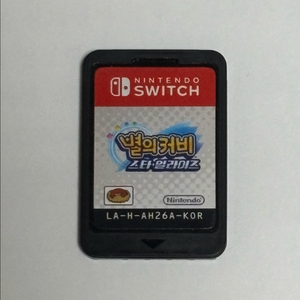 NINTENDO
SWITCH
별의 커비
스타 얼라이즈
Nintendo
LA-H-AH26A-KOR